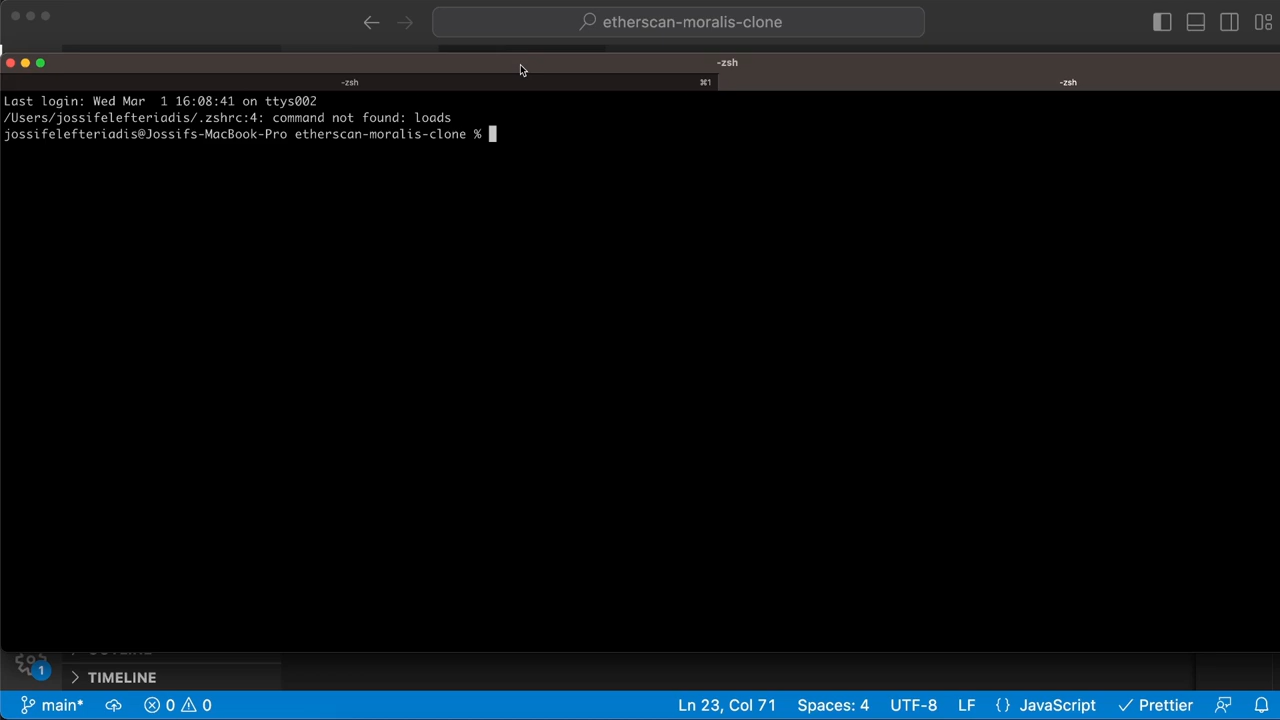 etherscan-moralis-clone
-zsh
-zsh ⌘1 -zsh
Last login: Wed Mar  1 16:08:41 on ttys002
/Users/jossifelefteriadis/.zshrc:4: command not found: loads
jossifelefteriadis@Jossifs-MacBook-Pro etherscan-moralis-clone %
OUTLINE
1
TIMELINE
main* 0 0 Ln 23, Col 71 Spaces: 4 UTF-8 LF {} JavaScript Prettier